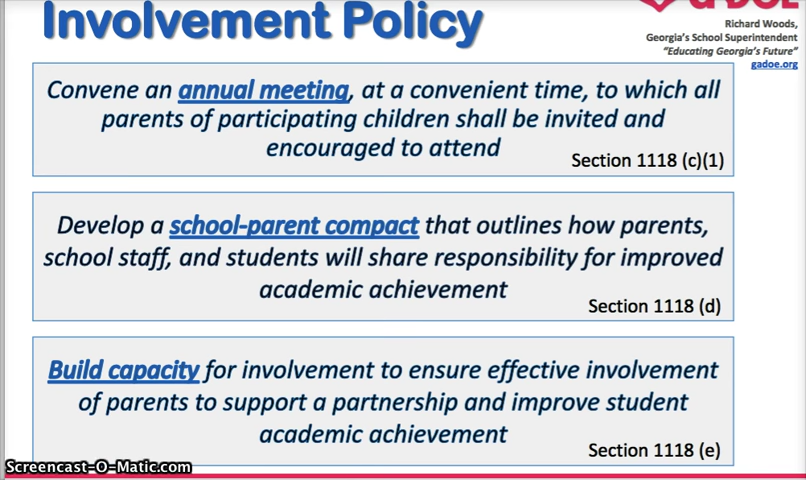 Involvement Policy
GaDOE
Richard Woods,
Georgia's School Superintendent
"Educating Georgia's Future"
gadoe.org
Convene an annual meeting, at a convenient time, to which all
parents of participating children shall be invited and
encouraged to attend
Section 1118 (c)(1)
Develop a school-parent compact that outlines how parents,
school staff, and students will share responsibility for improved
academic achievement
Section 1118 (d)
Build capacity for involvement to ensure effective involvement
of parents to support a partnership and improve student
academic achievement
Section 1118 (e)
Screencast-O-Matic.com